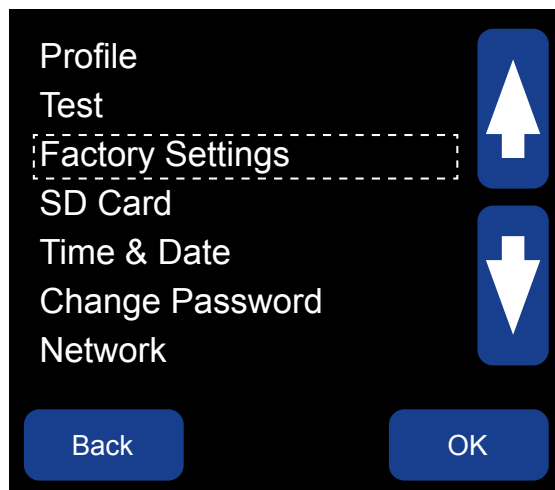 Profile
Test
Factory Settings
SD Card
Time & Date
Change Password
Network
Back
OK